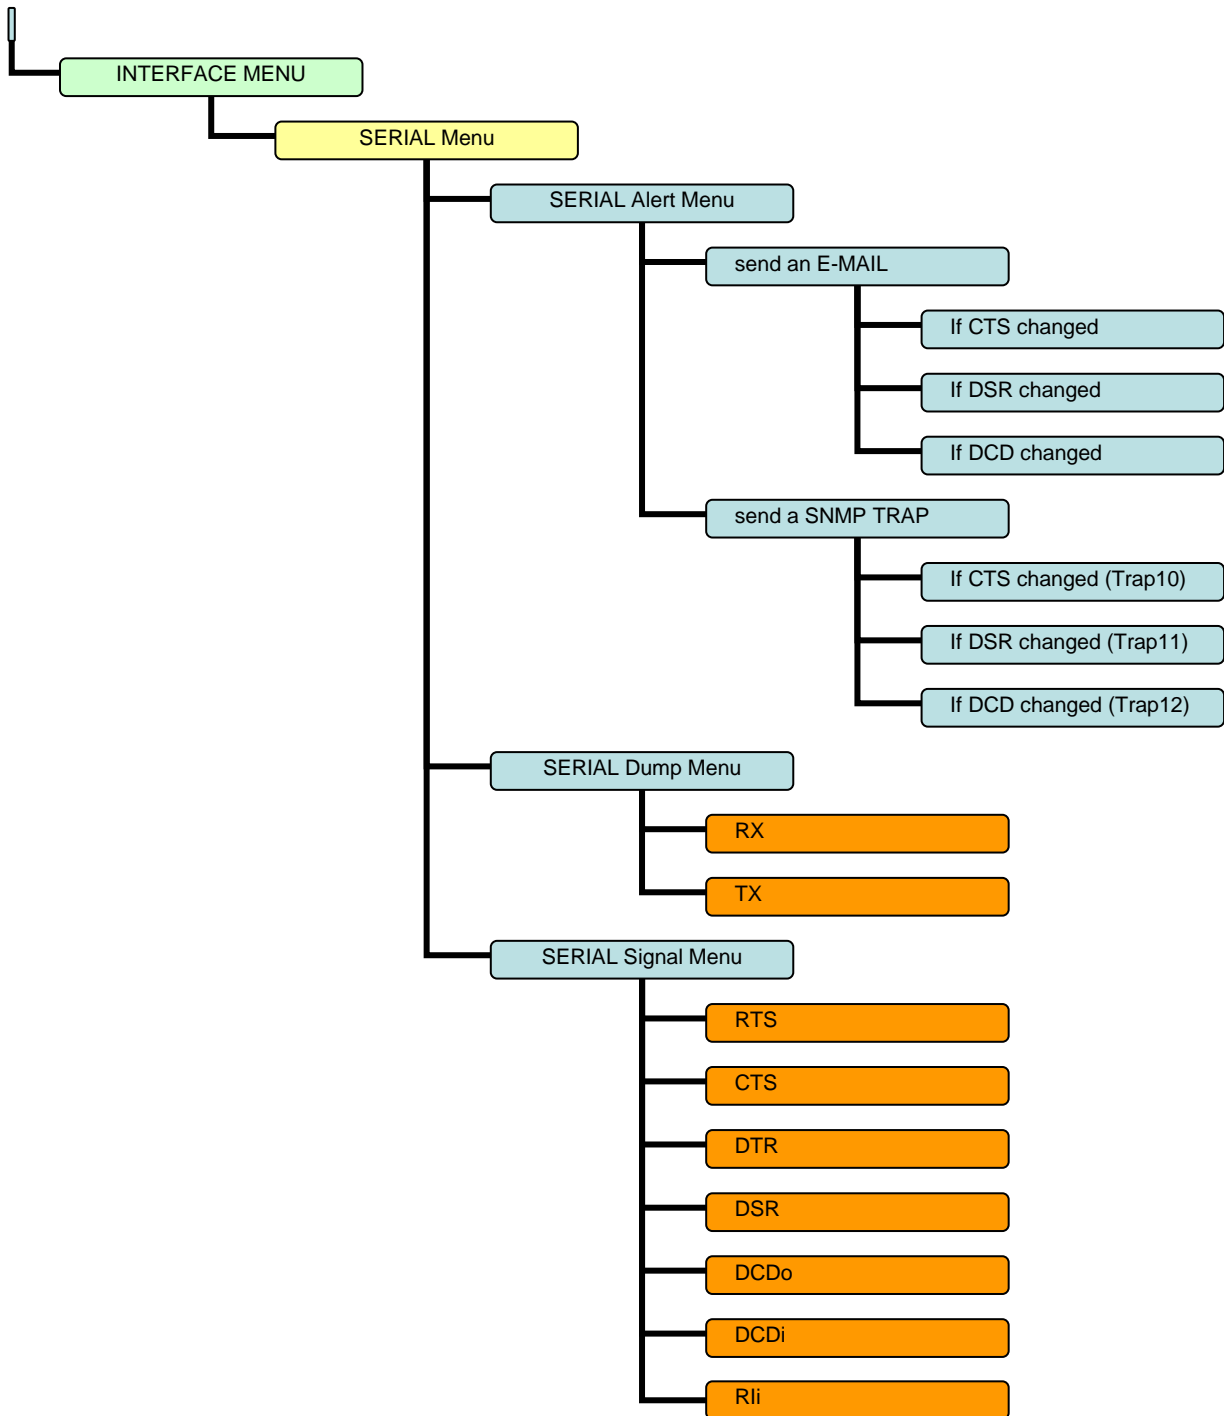 INTERFACE MENU
SERIAL Menu
SERIAL Alert Menu
send an E-MAIL
If CTS changed
If DSR changed
If DCD changed
send a SNMP TRAP
If CTS changed (Trap10)
If DSR changed (Trap11)
If DCD changed (Trap12)
SERIAL Dump Menu
RX
TX
SERIAL Signal Menu
RTS
CTS
DTR
DSR
DCDo
DCDi
RIi